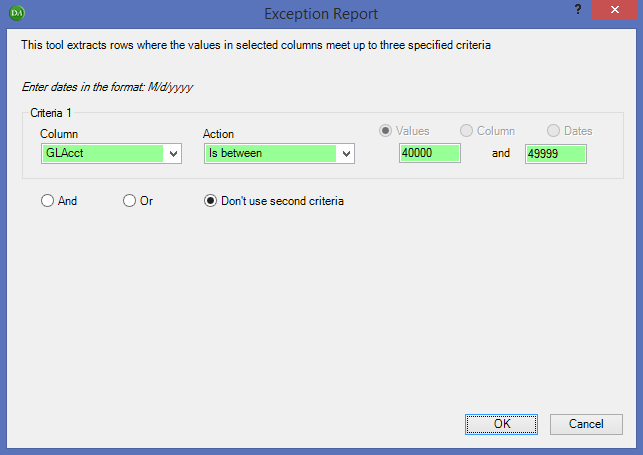 DA Exception Report ? ×
This tool extracts rows where the values in selected columns meet up to three specified criteria
Enter dates in the format: M/d/yyyy
Criteria 1
Column Action Values Column Dates
GLAcct Is between 40000 and 49999
And Or Don't use second criteria
OK Cancel